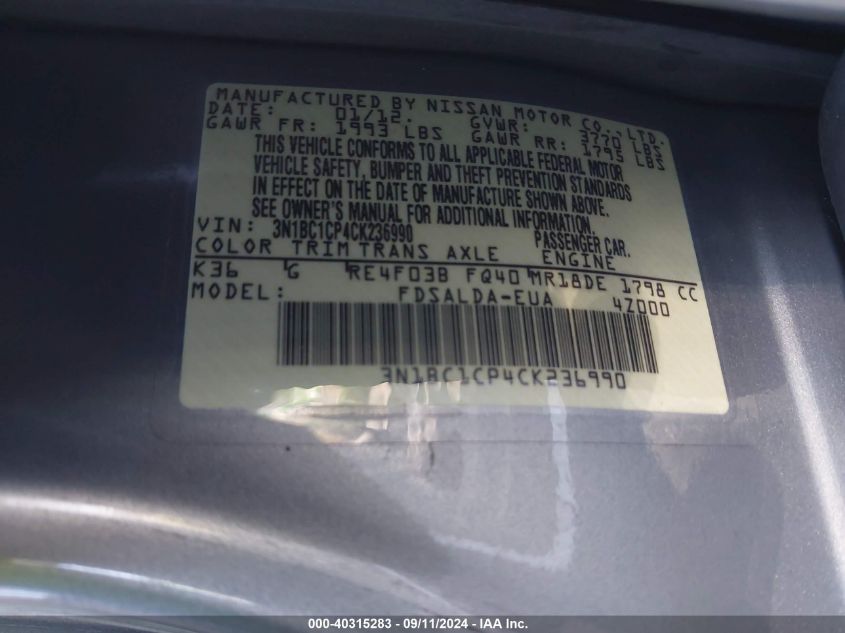 MANUFACTURED BY NISSAN MOTOR CO., LTD.
DATE: 01/12. GVWR: 3770 LBS
GAWR FR: 1993 LBS GAWR RR: 1795 LBS
THIS VEHICLE CONFORMS TO ALL APPLICABLE FEDERAL MOTOR
VEHICLE SAFETY, BUMPER AND THEFT PREVENTION STANDARDS
IN EFFECT ON THE DATE OF MANUFACTURE SHOWN ABOVE.
SEE OWNER'S MANUAL FOR ADDITIONAL INFORMATION.
VIN: 3N1BC1CP4CK236990 PASSENGER CAR.
COLOR TRIM TRANS AXLE ENGINE
K36 G RE4F03B FQ40 MR18DE 1798 CC
MODEL: FDSALDA-EUA 4Z000
3N1BC1CP4CK236990
000-40315283 - 09/11/2024 - IAA Inc.